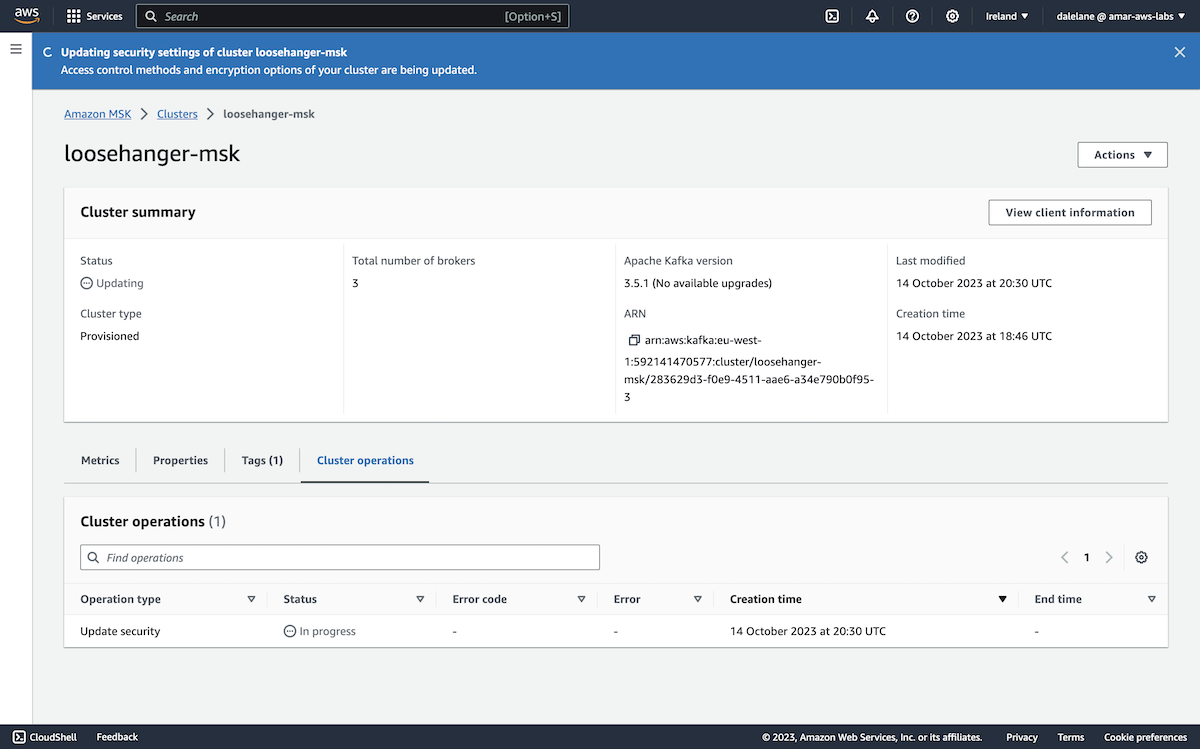 aws
Services
Search
[Option+S]
Ireland
dalelane @ amar-aws-labs
Updating security settings of cluster loosehanger-msk
Access control methods and encryption options of your cluster are being updated.
Amazon MSK
Clusters
loosehanger-msk
loosehanger-msk
Actions
Cluster summary
View client information
Status
Updating
Cluster type
Provisioned
Total number of brokers
3
Apache Kafka version
3.5.1 (No available upgrades)
ARN
arn:aws:kafka:eu-west-
1:592141470577:cluster/loosehanger-
msk/283629d3-f0e9-4511-aae6-a34e790b0f95-
3
Last modified
14 October 2023 at 20:30 UTC
Creation time
14 October 2023 at 18:46 UTC
Metrics
Properties
Tags (1)
Cluster operations
Cluster operations (1)
Find operations
1
Operation type
Status
Error code
Error
Creation time
End time
Update security
In progress
-
-
14 October 2023 at 20:30 UTC
-
CloudShell
Feedback
© 2023, Amazon Web Services, Inc. or its affiliates.
Privacy
Terms
Cookie preferences